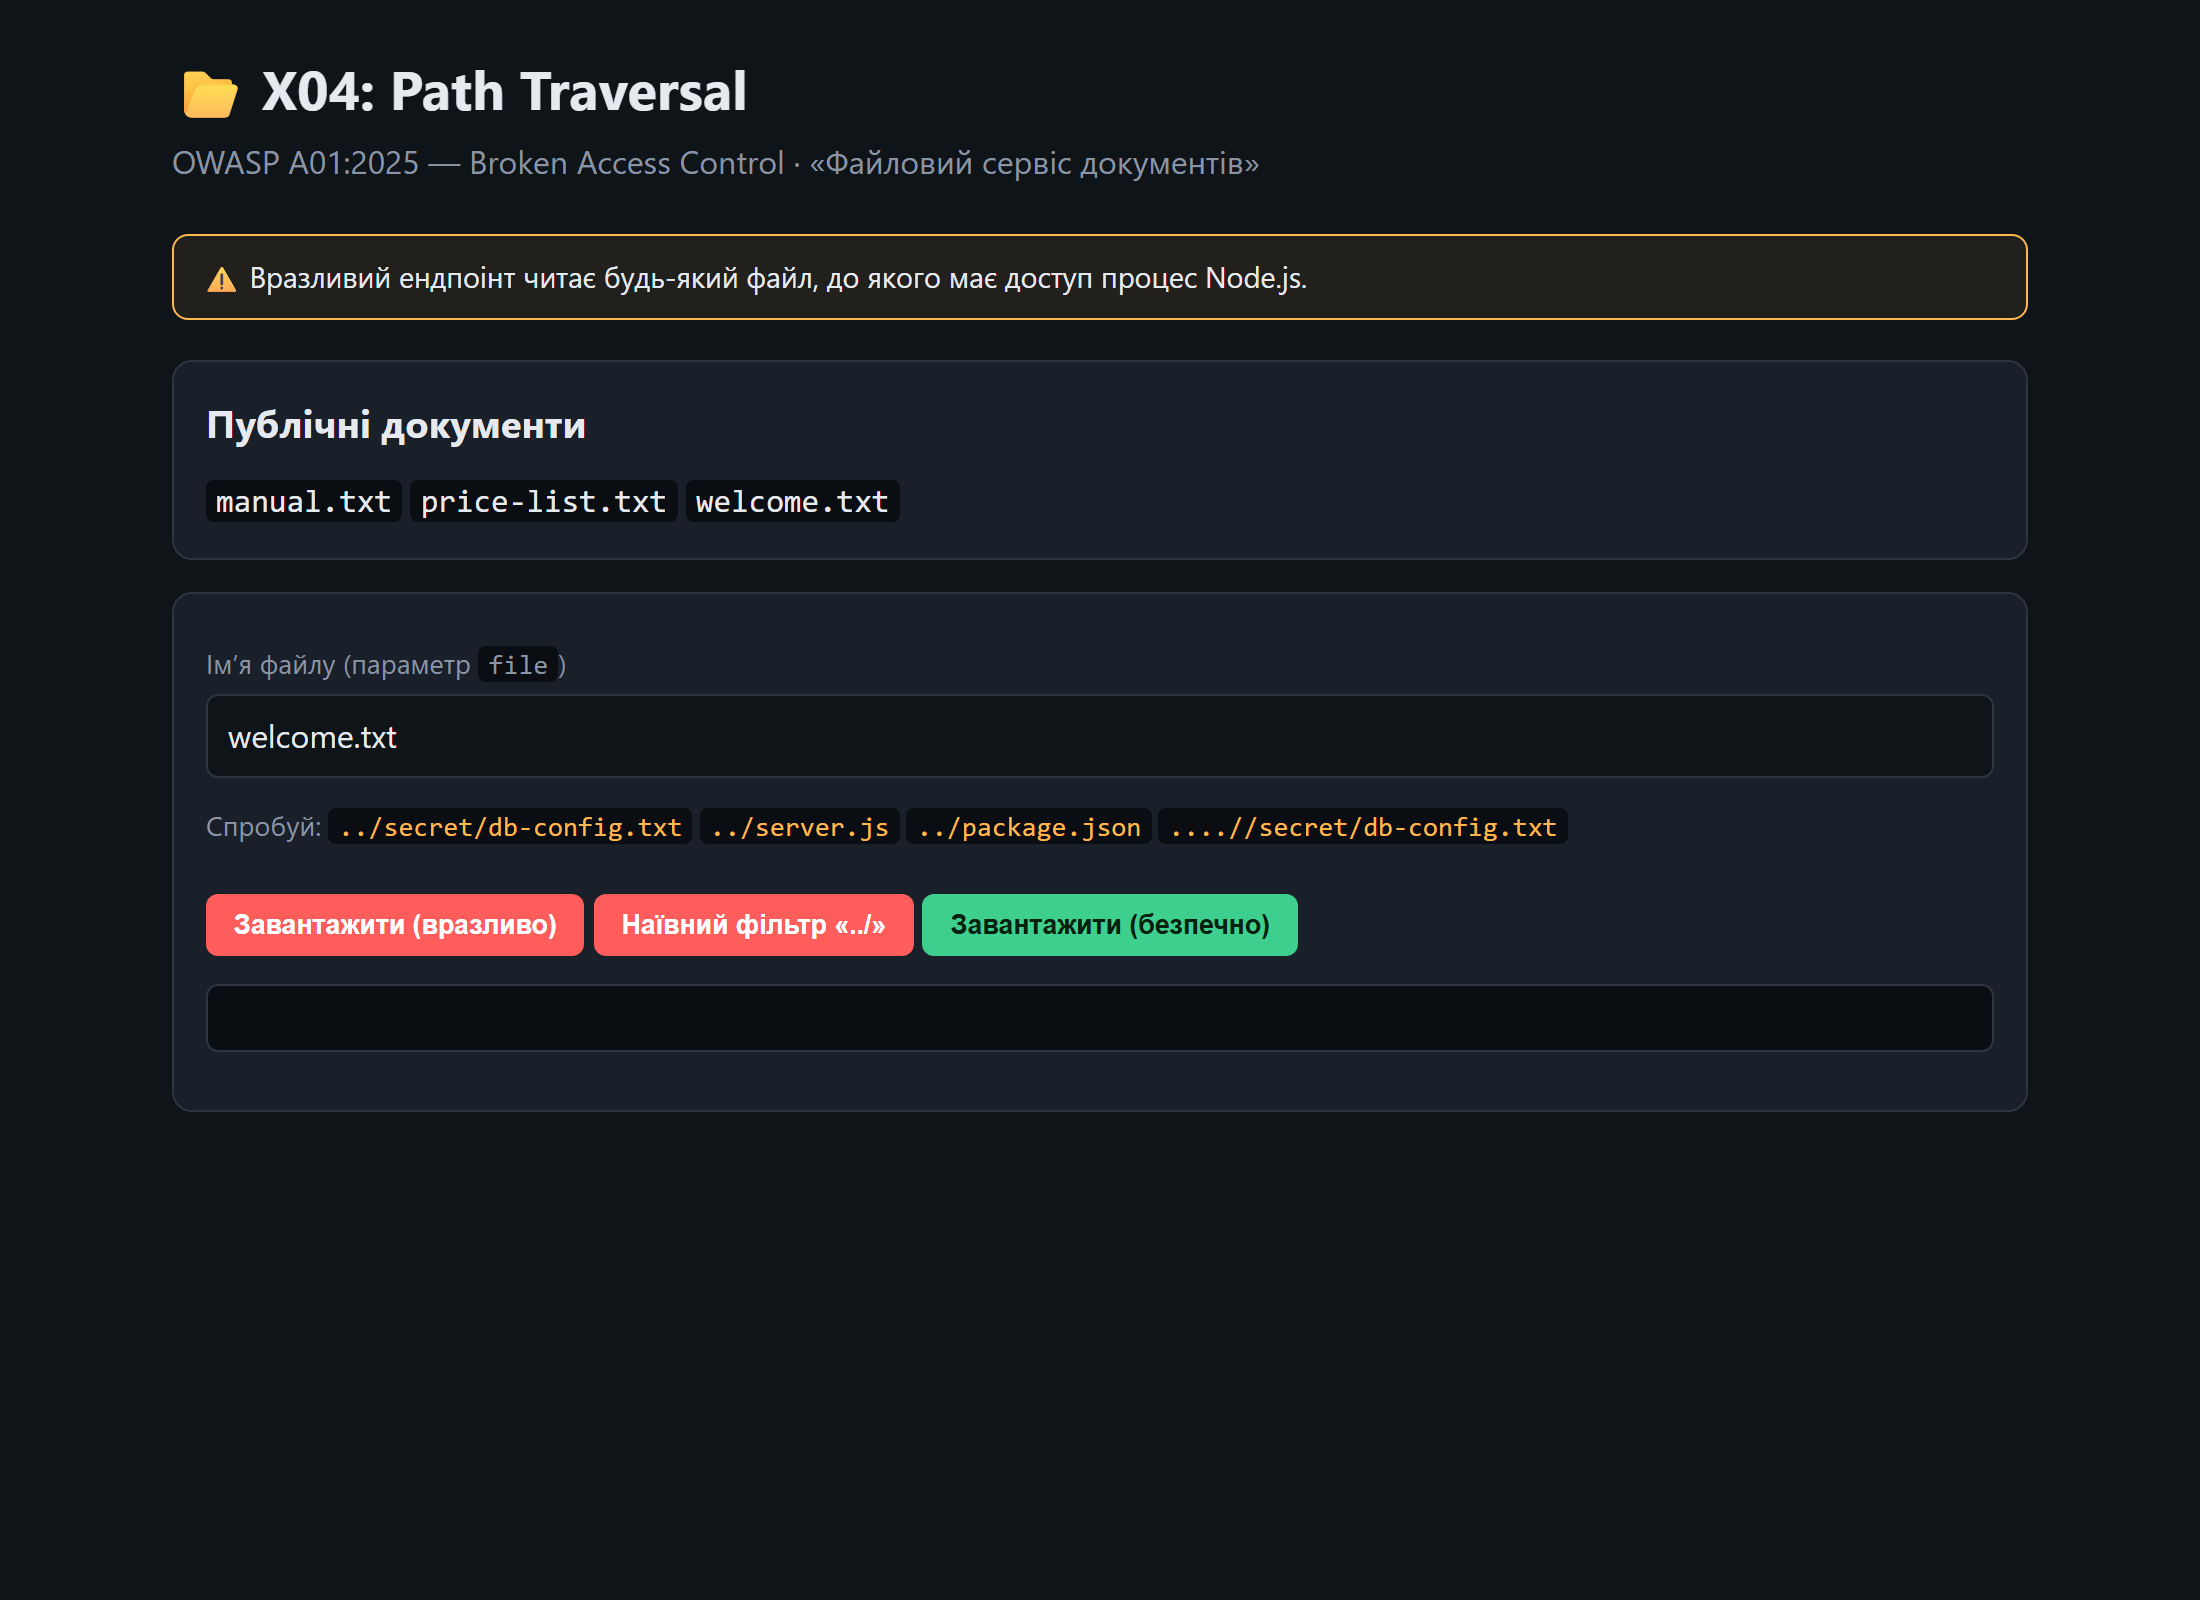 X04: Path Traversal
OWASP A01:2025 — Broken Access Control · «Файловий сервіс документів»
Вразливий ендпоінт читає будь-який файл, до якого має доступ процес Node.js.
Публічні документи
manual.txt price-list.txt welcome.txt
Ім’я файлу (параметр file)
welcome.txt
Спробуй: ../secret/db-config.txt ../server.js ../package.json ....//secret/db-config.txt
Завантажити (вразливо) Наївний фільтр «../» Завантажити (безпечно)